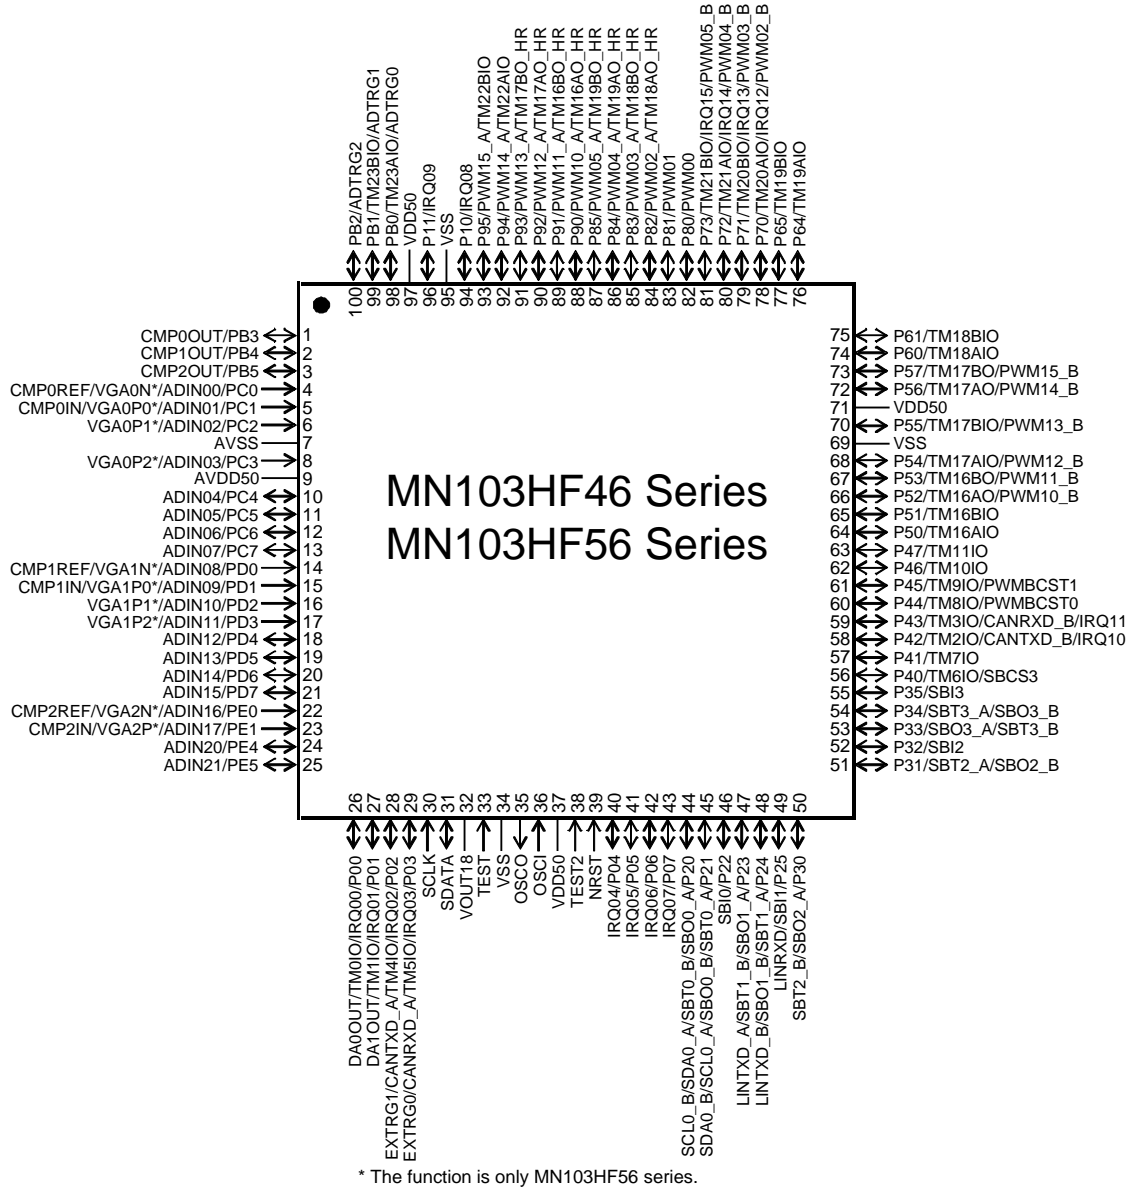 PB2/ADTRG2
PB1/TM23BIO/ADTRG1
PB0/TM23AIO/ADTRG0
VDD50
P11/IRQ09
VSS
P10/IRQ08
P95/PWM15_A/TM22BIO
P94/PWM14_A/TM22AIO
P93/PWM13_A/TM17BO_HR
P92/PWM12_A/TM17AO_HR
P91/PWM11_A/TM16BO_HR
P90/PWM10_A/TM16AO_HR
P85/PWM05_A/TM19BO_HR
P84/PWM04_A/TM19AO_HR
P83/PWM03_A/TM18BO_HR
P82/PWM02_A/TM18AO_HR
P81/PWM01
P80/PWM00
P73/TM21BIO/IRQ15/PWM05_B
P72/TM21AIO/IRQ14/PWM04_B
P71/TM20BIO/IRQ13/PWM03_B
P70/TM20AIO/IRQ12/PWM02_B
P65/TM19BIO
P64/TM19AIO
100
99
98
97
96
95
94
93
92
91
90
89
88
87
86
85
84
83
82
81
80
79
78
77
76
CMP0OUT/PB3 1
CMP1OUT/PB4 2
CMP2OUT/PB5 3
CMP0REF/VGA0N*/ADIN00/PC0 4
CMP0IN/VGA0P0*/ADIN01/PC1 5
VGA0P1*/ADIN02/PC2 6
AVSS 7
VGA0P2*/ADIN03/PC3 8
AVDD50 9
ADIN04/PC4 10
ADIN05/PC5 11
ADIN06/PC6 12
ADIN07/PC7 13
CMP1REF/VGA1N*/ADIN08/PD0 14
CMP1IN/VGA1P0*/ADIN09/PD1 15
VGA1P1*/ADIN10/PD2 16
VGA1P2*/ADIN11/PD3 17
ADIN12/PD4 18
ADIN13/PD5 19
ADIN14/PD6 20
ADIN15/PD7 21
CMP2REF/VGA2N*/ADIN16/PE0 22
CMP2IN/VGA2P*/ADIN17/PE1 23
ADIN20/PE4 24
ADIN21/PE5 25
MN103HF46 Series
MN103HF56 Series
75 P61/TM18BIO
74 P60/TM18AIO
73 P57/TM17BO/PWM15_B
72 P56/TM17AO/PWM14_B
71 VDD50
70 P55/TM17BIO/PWM13_B
69 VSS
68 P54/TM17AIO/PWM12_B
67 P53/TM16BO/PWM11_B
66 P52/TM16AO/PWM10_B
65 P51/TM16BIO
64 P50/TM16AIO
63 P47/TM11IO
62 P46/TM10IO
61 P45/TM9IO/PWMBCST1
60 P44/TM8IO/PWMBCST0
59 P43/TM3IO/CANRXD_B/IRQ11
58 P42/TM2IO/CANTXD_B/IRQ10
57 P41/TM7IO
56 P40/TM6IO/SBCS3
55 P35/SBI3
54 P34/SBT3_A/SBO3_B
53 P33/SBO3_A/SBT3_B
52 P32/SBI2
51 P31/SBT2_A/SBO2_B
26
27
28
29
30
31
32
33
34
35
36
37
38
39
40
41
42
43
44
45
46
47
48
49
50
DA0OUT/TM0IO/IRQ00/P00
DA1OUT/TM1IO/IRQ01/P01
EXTRG1/CANTXD_A/TM4IO/IRQ02/P02
EXTRG0/CANRXD_A/TM5IO/IRQ03/P03
SCLK
SDATA
VOUT18
TEST
VSS
OSCO
OSCI
VDD50
TEST2
NRST
IRQ04/P04
IRQ05/P05
IRQ06/P06
IRQ07/P07
SCL0_B/SDA0_A/SBT0_B/SBO0_A/P20
SDA0_B/SCL0_A/SBO0_B/SBT0_A/P21
SBI0/P22
LINTXD_A/SBT1_B/SBO1_A/P23
LINTXD_B/SBO1_B/SBT1_A/P24
LINRXD/SBI1/P25
SBT2_B/SBO2_A/P30
* The function is only MN103HF56 series.